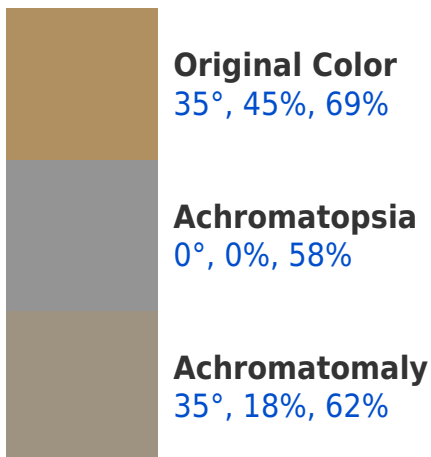 Original Color
35°, 45%, 69%
Achromatopsia
0°, 0%, 58%
Achromatomaly
35°, 18%, 62%